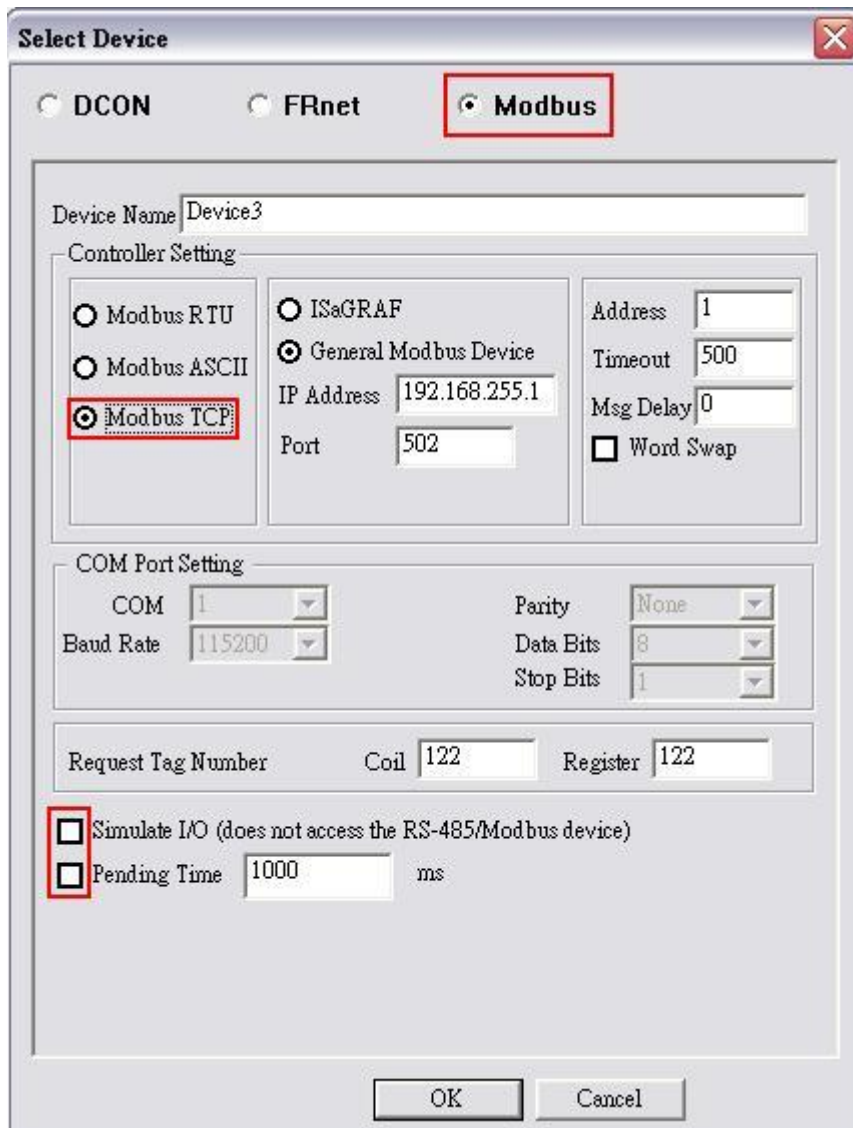 Select Device
DCON FRnet Modbus
Device Name Device3
Controller Setting
Modbus RTU
Modbus ASCII
Modbus TCP
ISaGRAF
General Modbus Device
IP Address 192.168.255.1
Port 502
Address 1
Timeout 500
Msg Delay 0
Word Swap
COM Port Setting
COM 1
Baud Rate 115200
Parity None
Data Bits 8
Stop Bits 1
Request Tag Number Coil 122 Register 122
Simulate I/O (does not access the RS-485/Modbus device)
Pending Time 1000 ms
OK Cancel